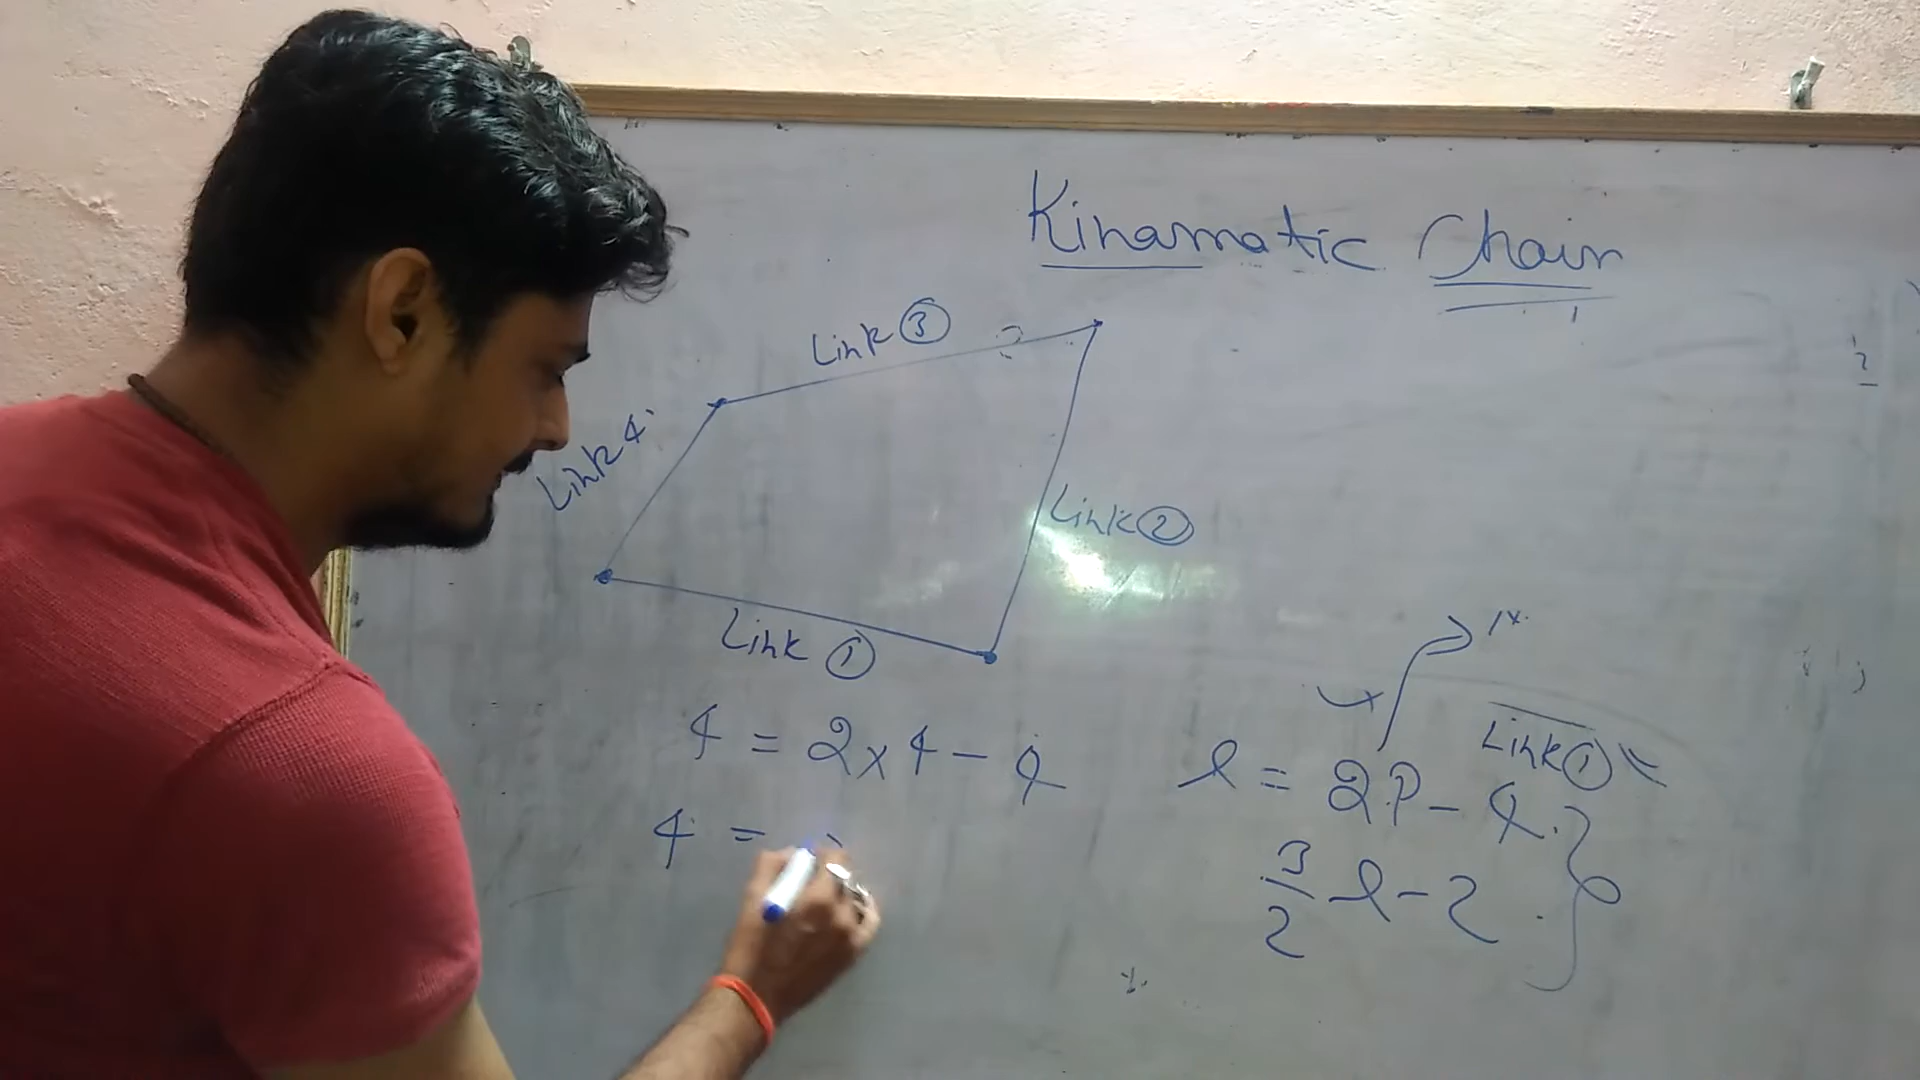 Kinamatic Chain
Link 3
Link 4
Link 2
Link 1
4 = 2x4-4
4 =
Link 1
l = 2P-4
3/2 l-2